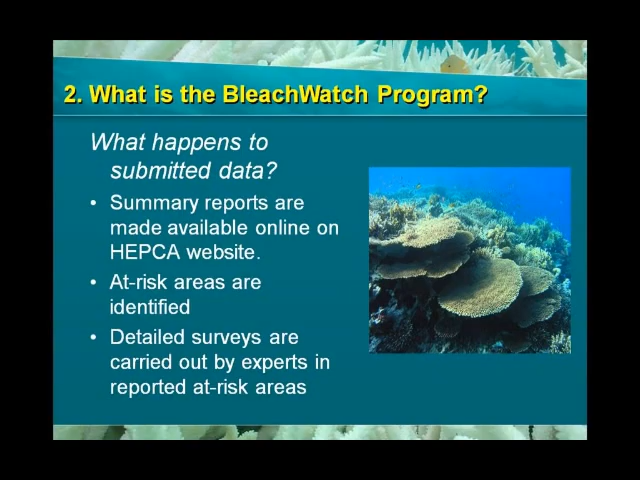 2. What is the BleachWatch Program?
What happens to
submitted data?
• Summary reports are
made available online on
HEPCA website.
• At-risk areas are
identified
• Detailed surveys are
carried out by experts in
reported at-risk areas